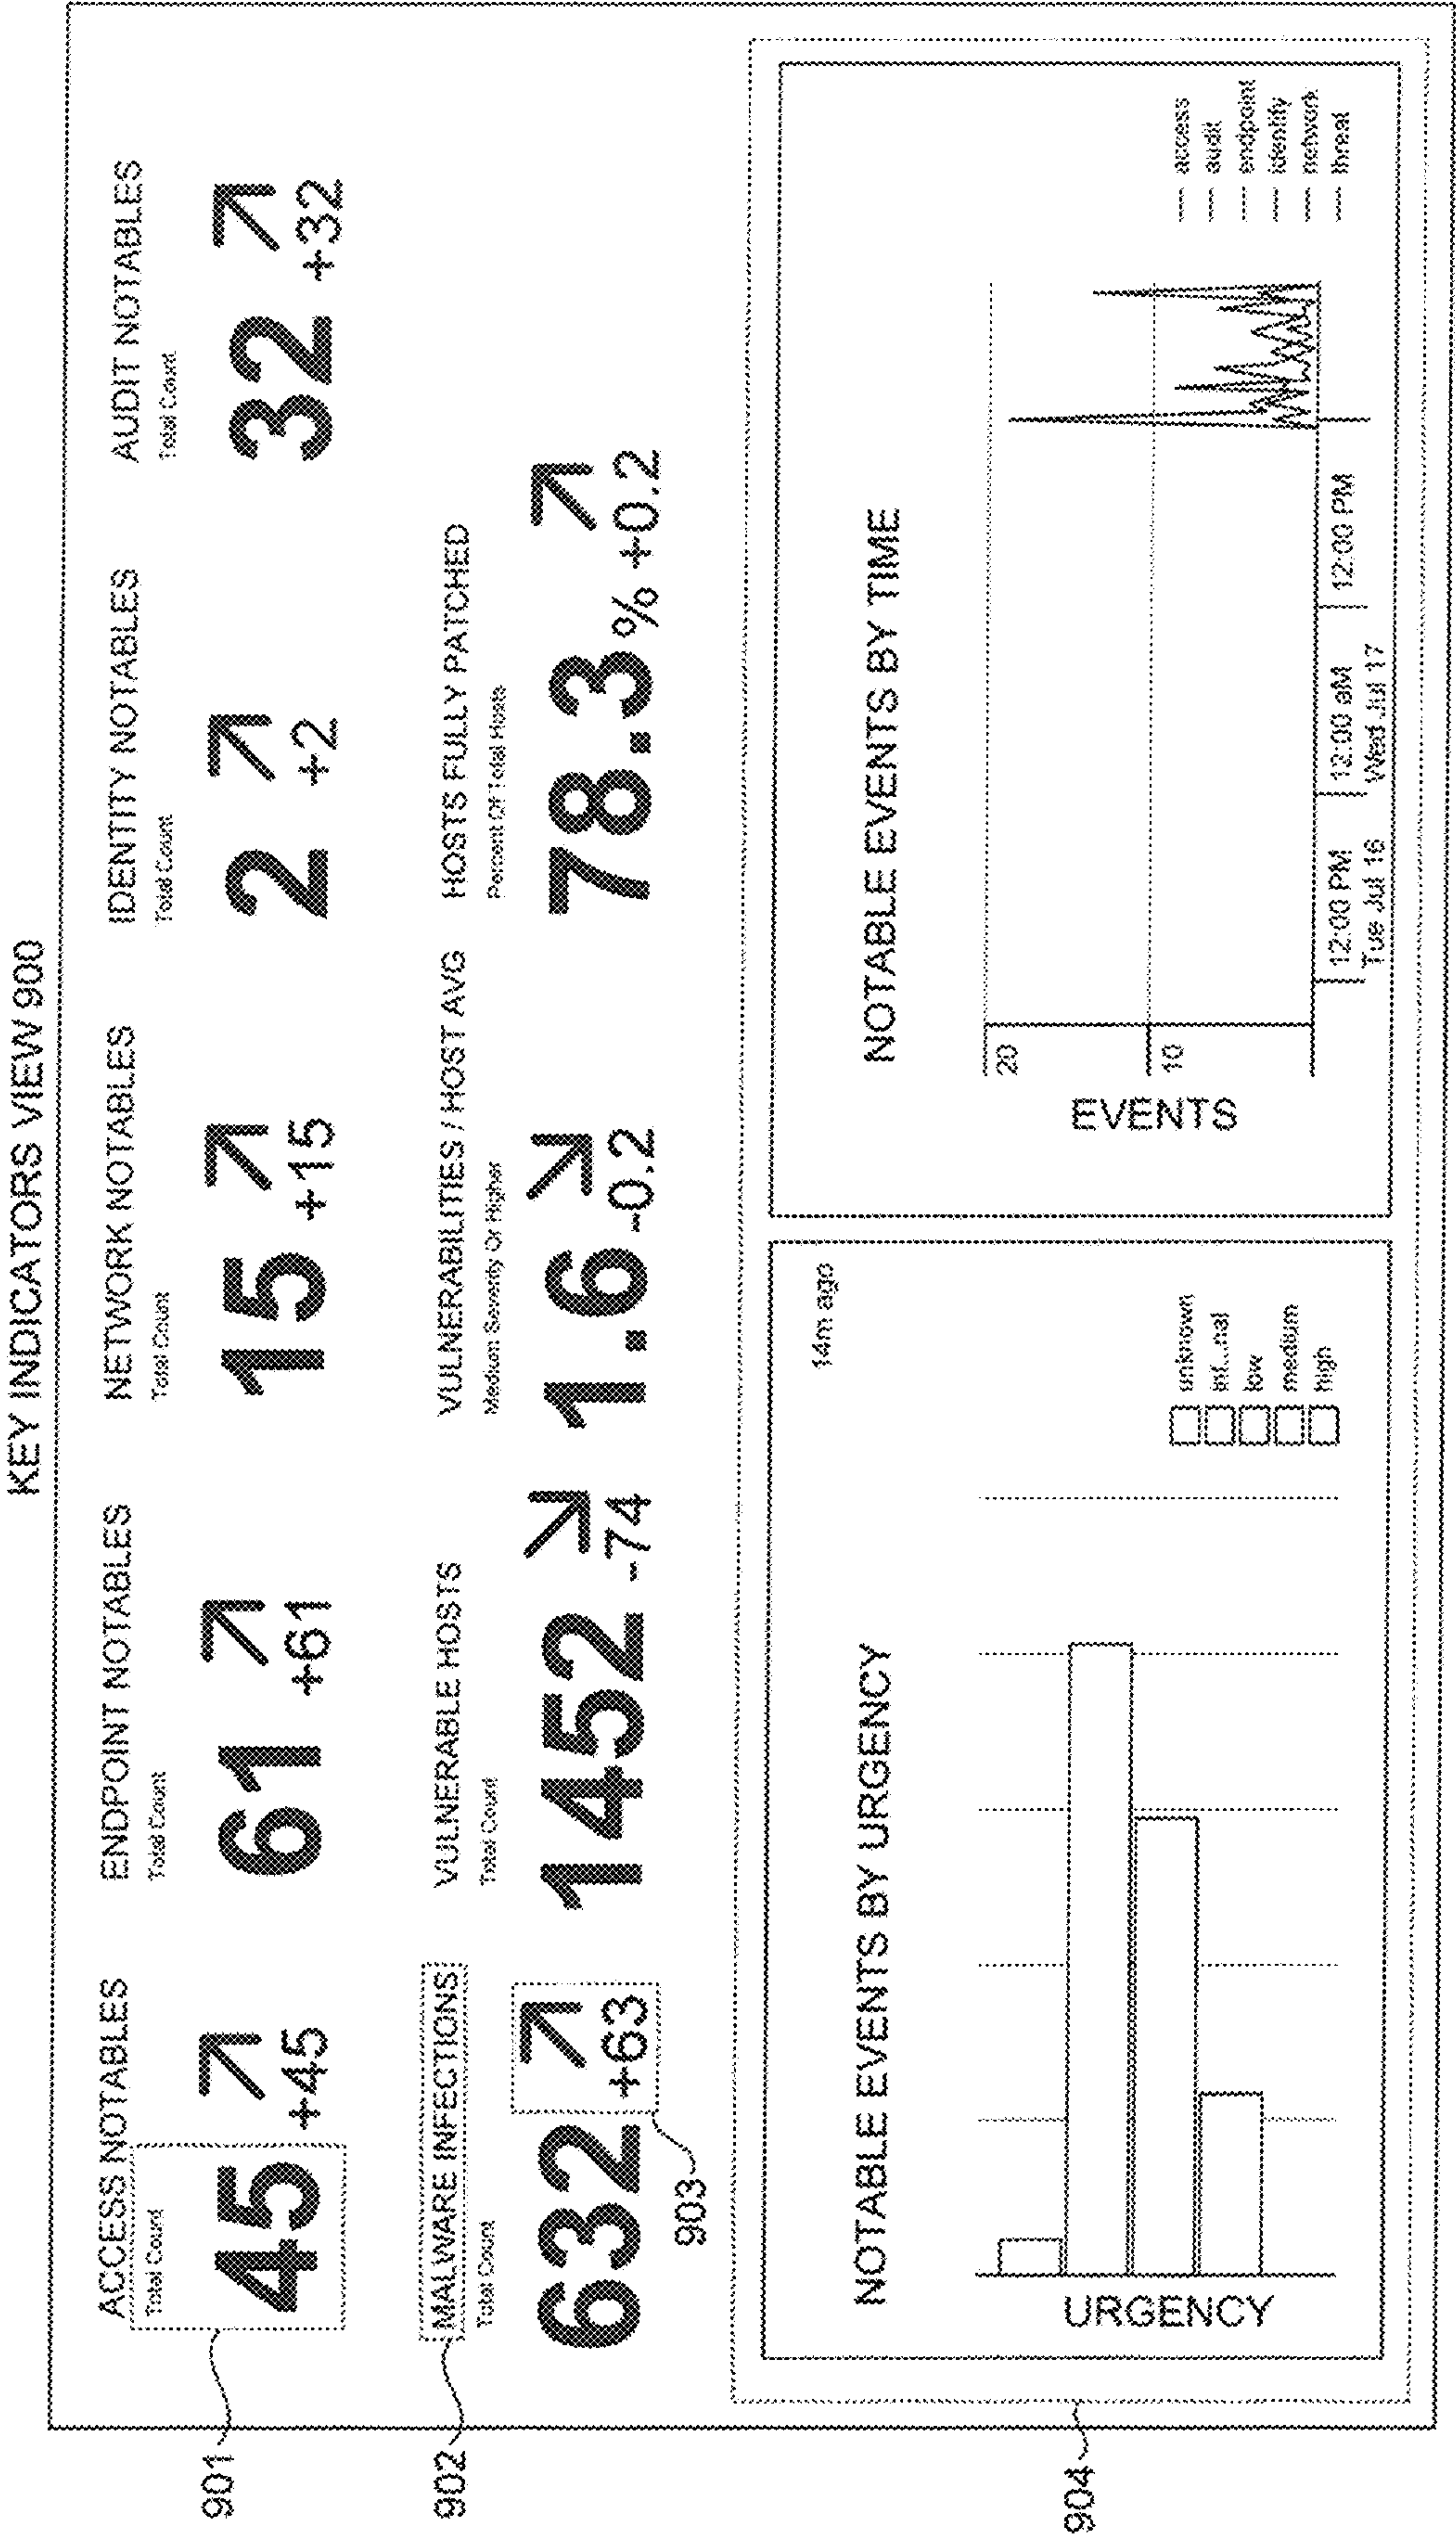 KEY INDICATORS VIEW 900
ACCESS NOTABLES
Total Count
45 +45
ENDPOINT NOTABLES
Total Count
61 +61
NETWORK NOTABLES
Total Count
15 +15
IDENTITY NOTABLES
Total Count
2 +2
AUDIT NOTABLES
Total Count
32 +32
901
MALWARE INFECTIONS
Total Count
632 +63
VULNERABLE HOSTS
Total Count
1452 -74
VULNERABILITIES / HOST AVG
Medium Severity Or Higher
1.6 -0.2
HOSTS FULLY PATCHED
Percent Of Total Hosts
78.3% +0.2
902
903
14m ago
NOTABLE EVENTS BY URGENCY
URGENCY
unknown
inf...nal
low
medium
high
NOTABLE EVENTS BY TIME
EVENTS
20
10
12:00 PM
Tue Jul 16
12:00 aM
Wed Jul 17
12:00 PM
access
audit
endpoint
identify
network
threat
904